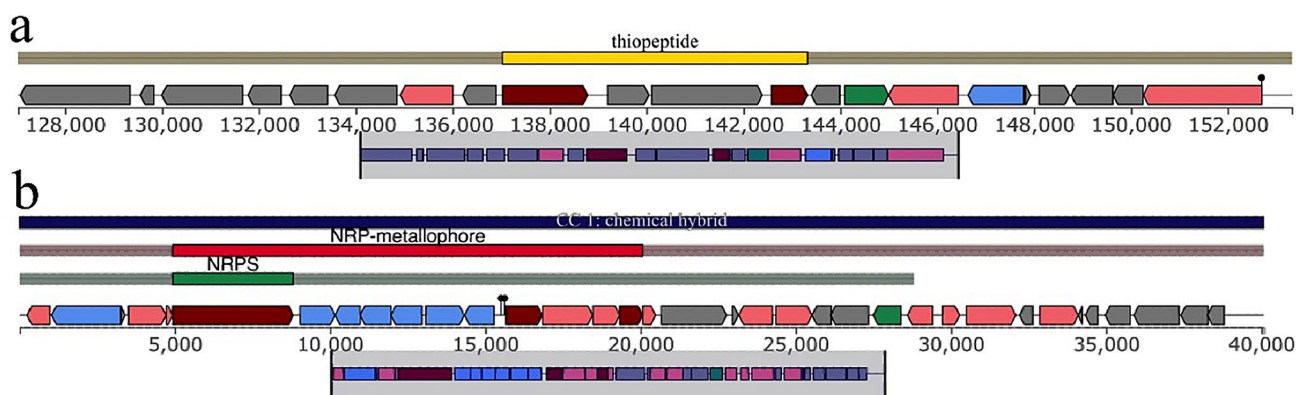 a
thiopeptide
128,000 130,000 132,000 134,000 136,000 138,000 140,000 142,000 144,000 146,000 148,000 150,000 152,000
b
CC 1: chemical hybrid
NRP-metallophore
NRPS
5,000 10,000 15,000 20,000 25,000 30,000 35,000 40,000